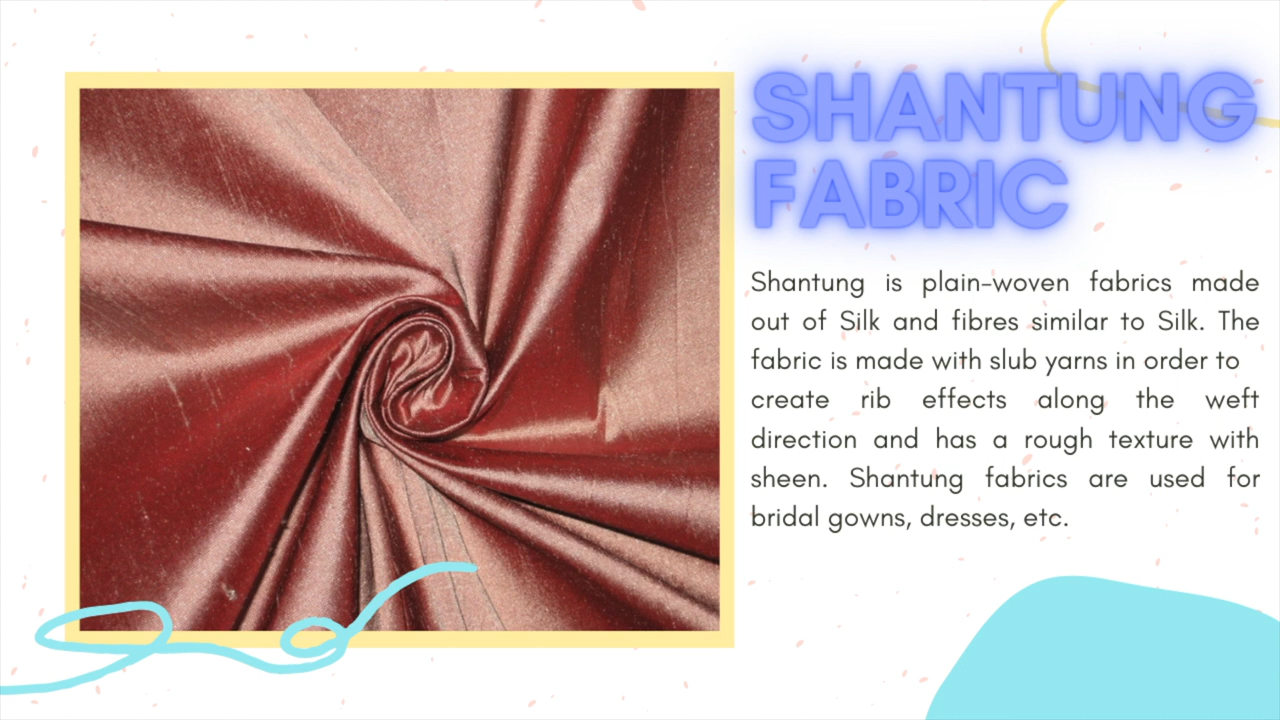 SHANTUNG
FABRIC
Shantung is plain-woven fabrics made
out of Silk and fibres similar to Silk. The
fabric is made with slub yarns in order to
create rib effects along the weft
direction and has a rough texture with
sheen. Shantung fabrics are used for
bridal gowns, dresses, etc.